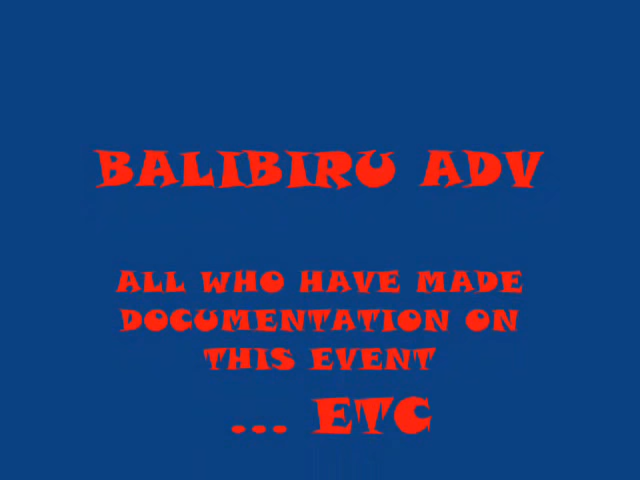 BALIBIRU ADV
ALL WHO HAVE MADE
DOCUMENTATION ON
THIS EVENT
... ETC